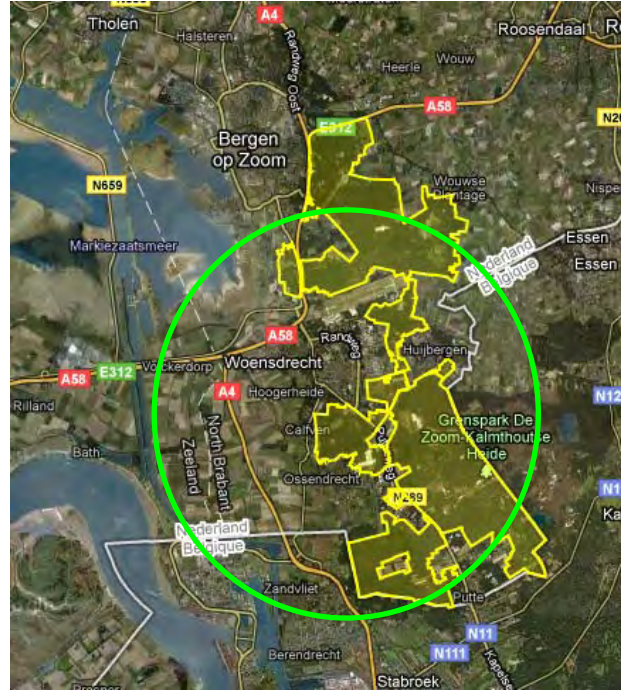 Tholen
Halsteren
A4
Randweg Oost
Heerle
Wouw
Roosendaal
A58
E312
Bergen
op Zoom
N659
Wouwse
Plantage
Markiezaatsmeer
Essen
Essen
Nederland
Belgique
A58
Randweg
Huijbergen
Völckerdorp
Woensdrecht
E312
A58
A4
Hoogerheide
Rilland
N12
Calfven
Grenspark De
Zoom-Kalmthoutse
Heide
Bath
North Brabant
Zeeland
Ossendrecht
N289
Nederland
Belgique
Zandvliet
Putte
Berendrecht
N11
N111
Stabroek